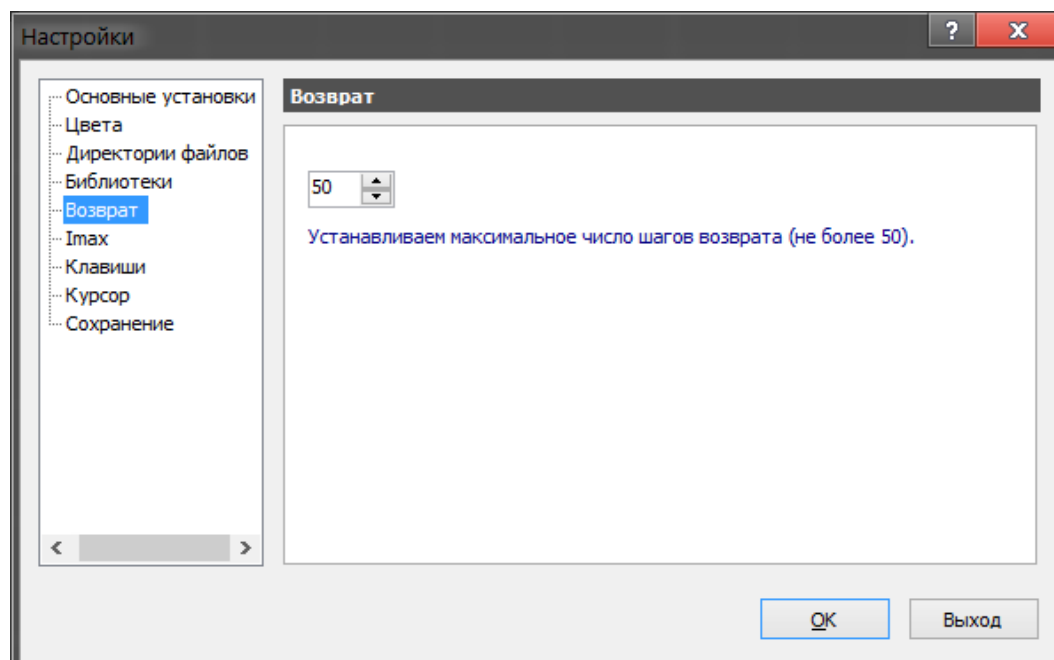 Настройки
?
X
Основные установки
Цвета
Директории файлов
Библиотеки
Возврат
Imax
Клавиши
Курсор
Сохранение
Возврат
50
Устанавливаем максимальное число шагов возврата (не более 50).
OK
Выход